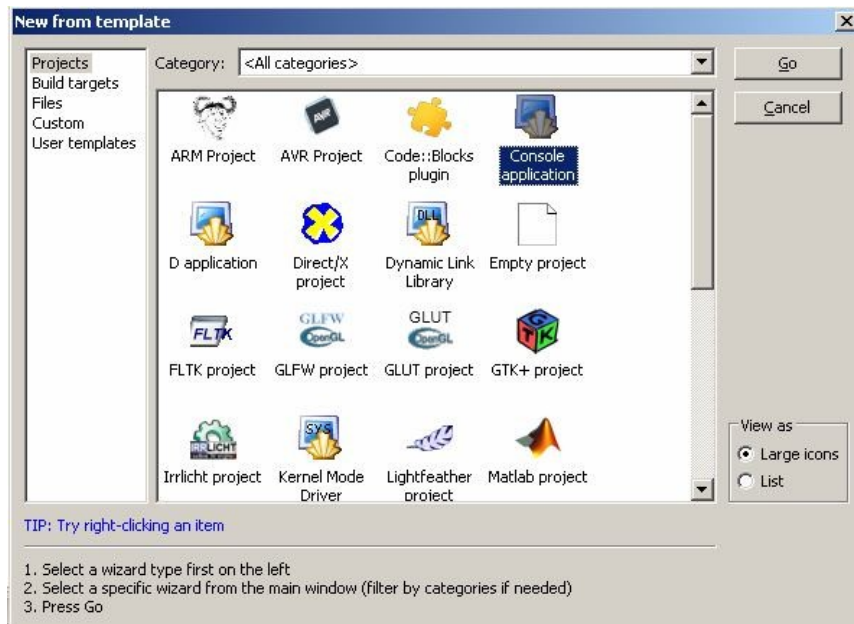 New from template
Projects
Build targets
Files
Custom
User templates
Category: <All categories>
Go
Cancel
AVR
ARM Project AVR Project Code::Blocks plugin Console application
DLL
D application Direct/X project Dynamic Link Library Empty project
FLTK GLFW OpenGL GLUT OpenGL GTK
FLTK project GLFW project GLUT project GTK+ project
IRRLICHT SYS
Irrlicht project Kernel Mode Driver Lightfeather project Matlab project
View as
Large icons
List
TIP: Try right-clicking an item
1. Select a wizard type first on the left
2. Select a specific wizard from the main window (filter by categories if needed)
3. Press Go